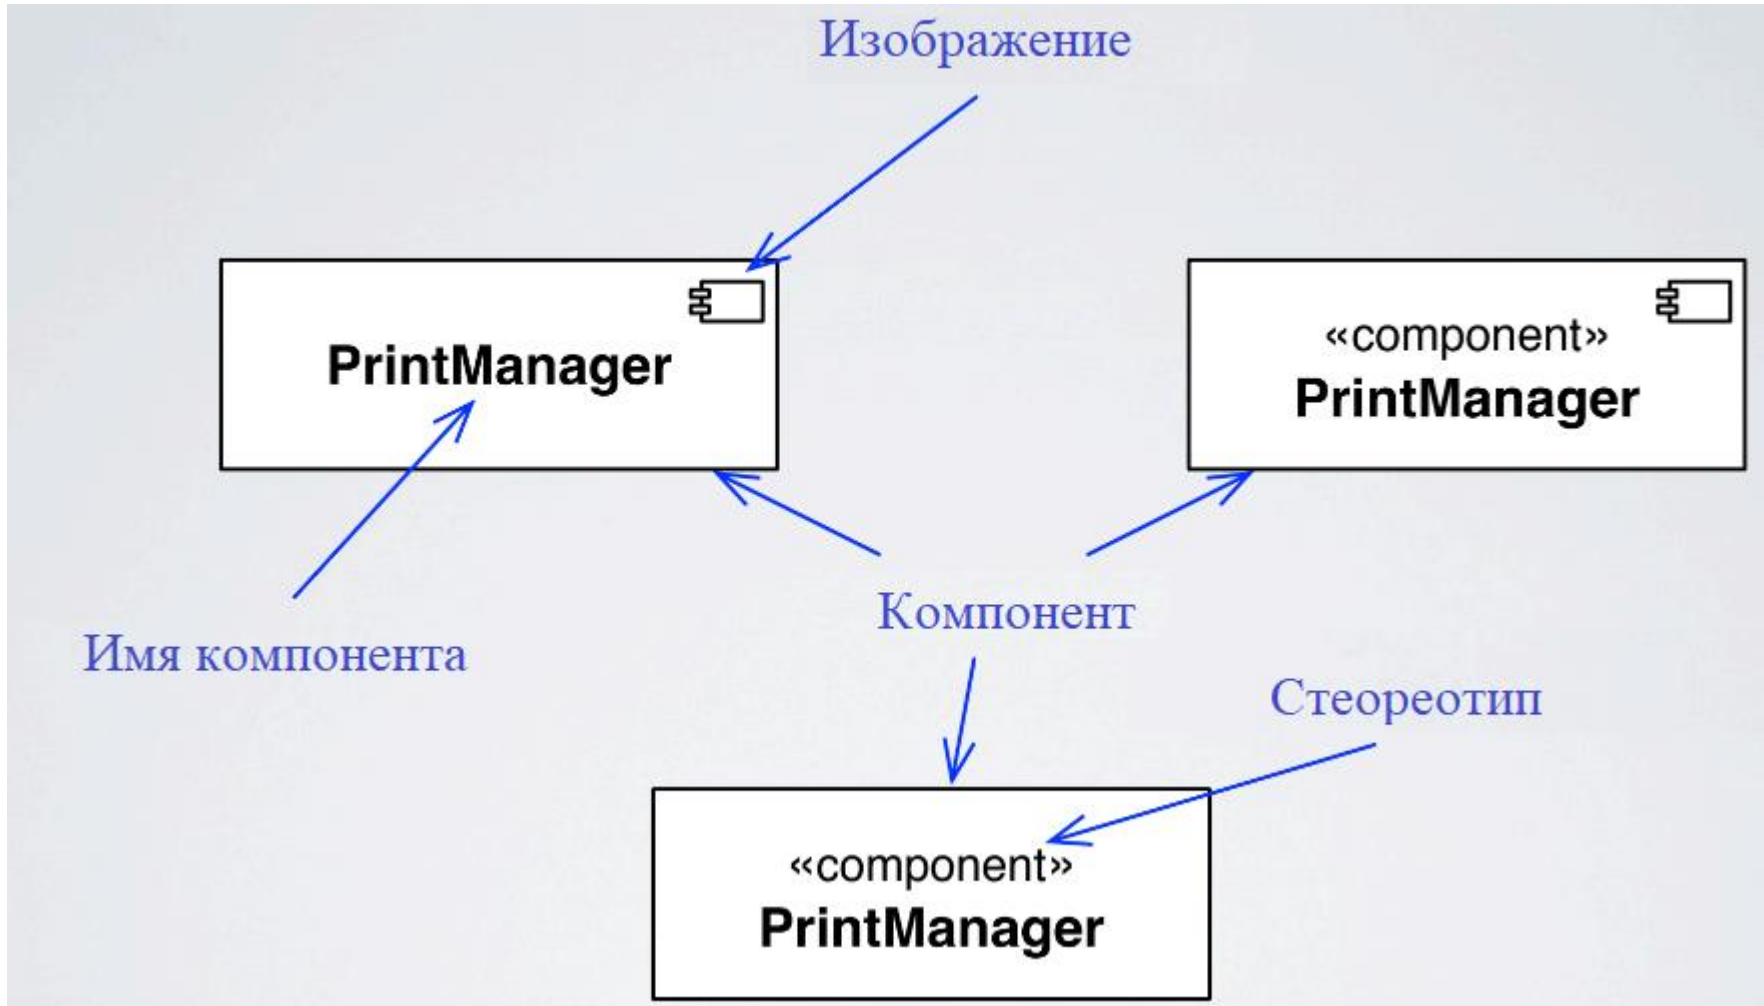 Изображение
PrintManager
«component»
PrintManager
Имя компонента
Компонент
Стеореотип
«component»
PrintManager